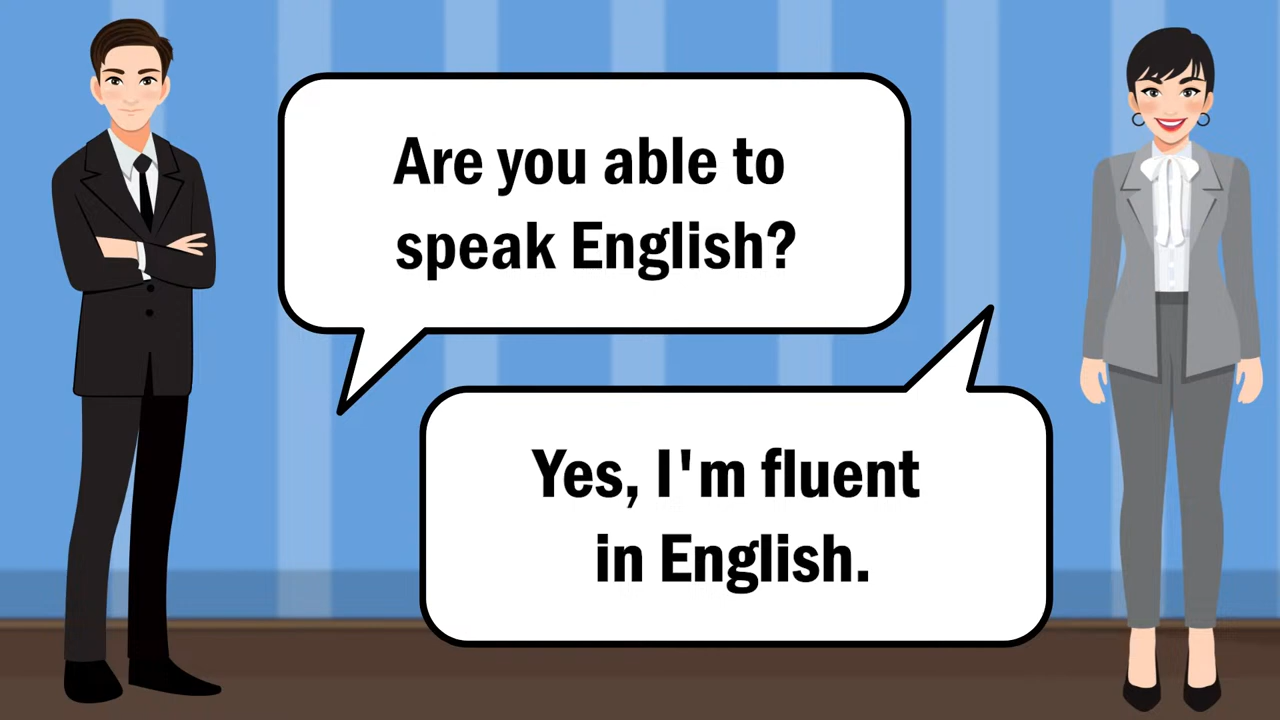 Are you able to
speak English?
Yes, I'm fluent
in English.